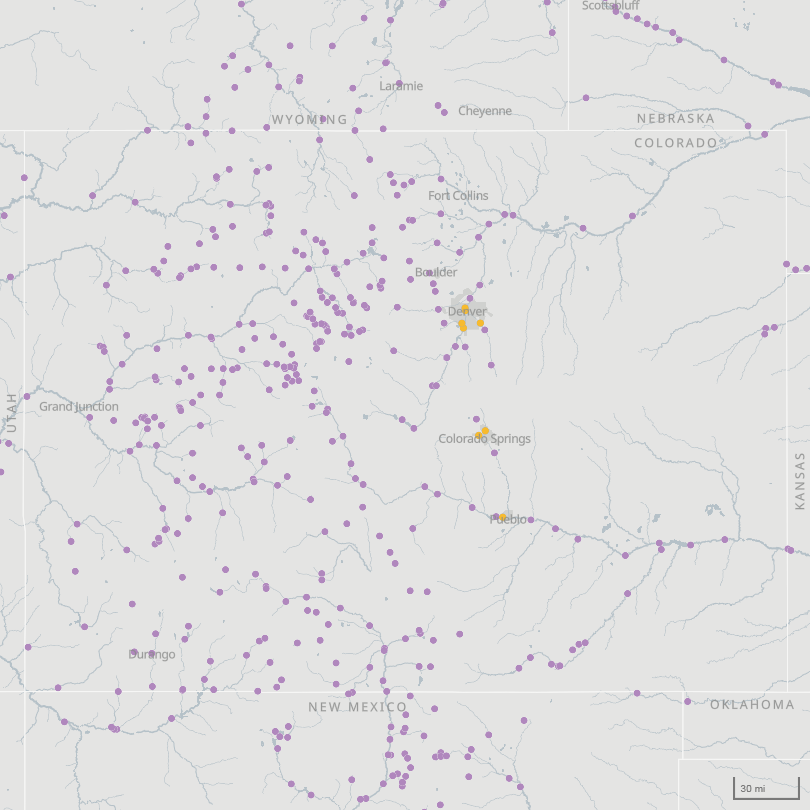 Scottsbluff
Laramie
Cheyenne
WYOMING
NEBRASKA
COLORADO
Fort Collins
Boulder
Denver
UTAH
Grand Junction
Colorado Springs
KANSAS
Pueblo
Durango
NEW MEXICO
OKLAHOMA
30 mi